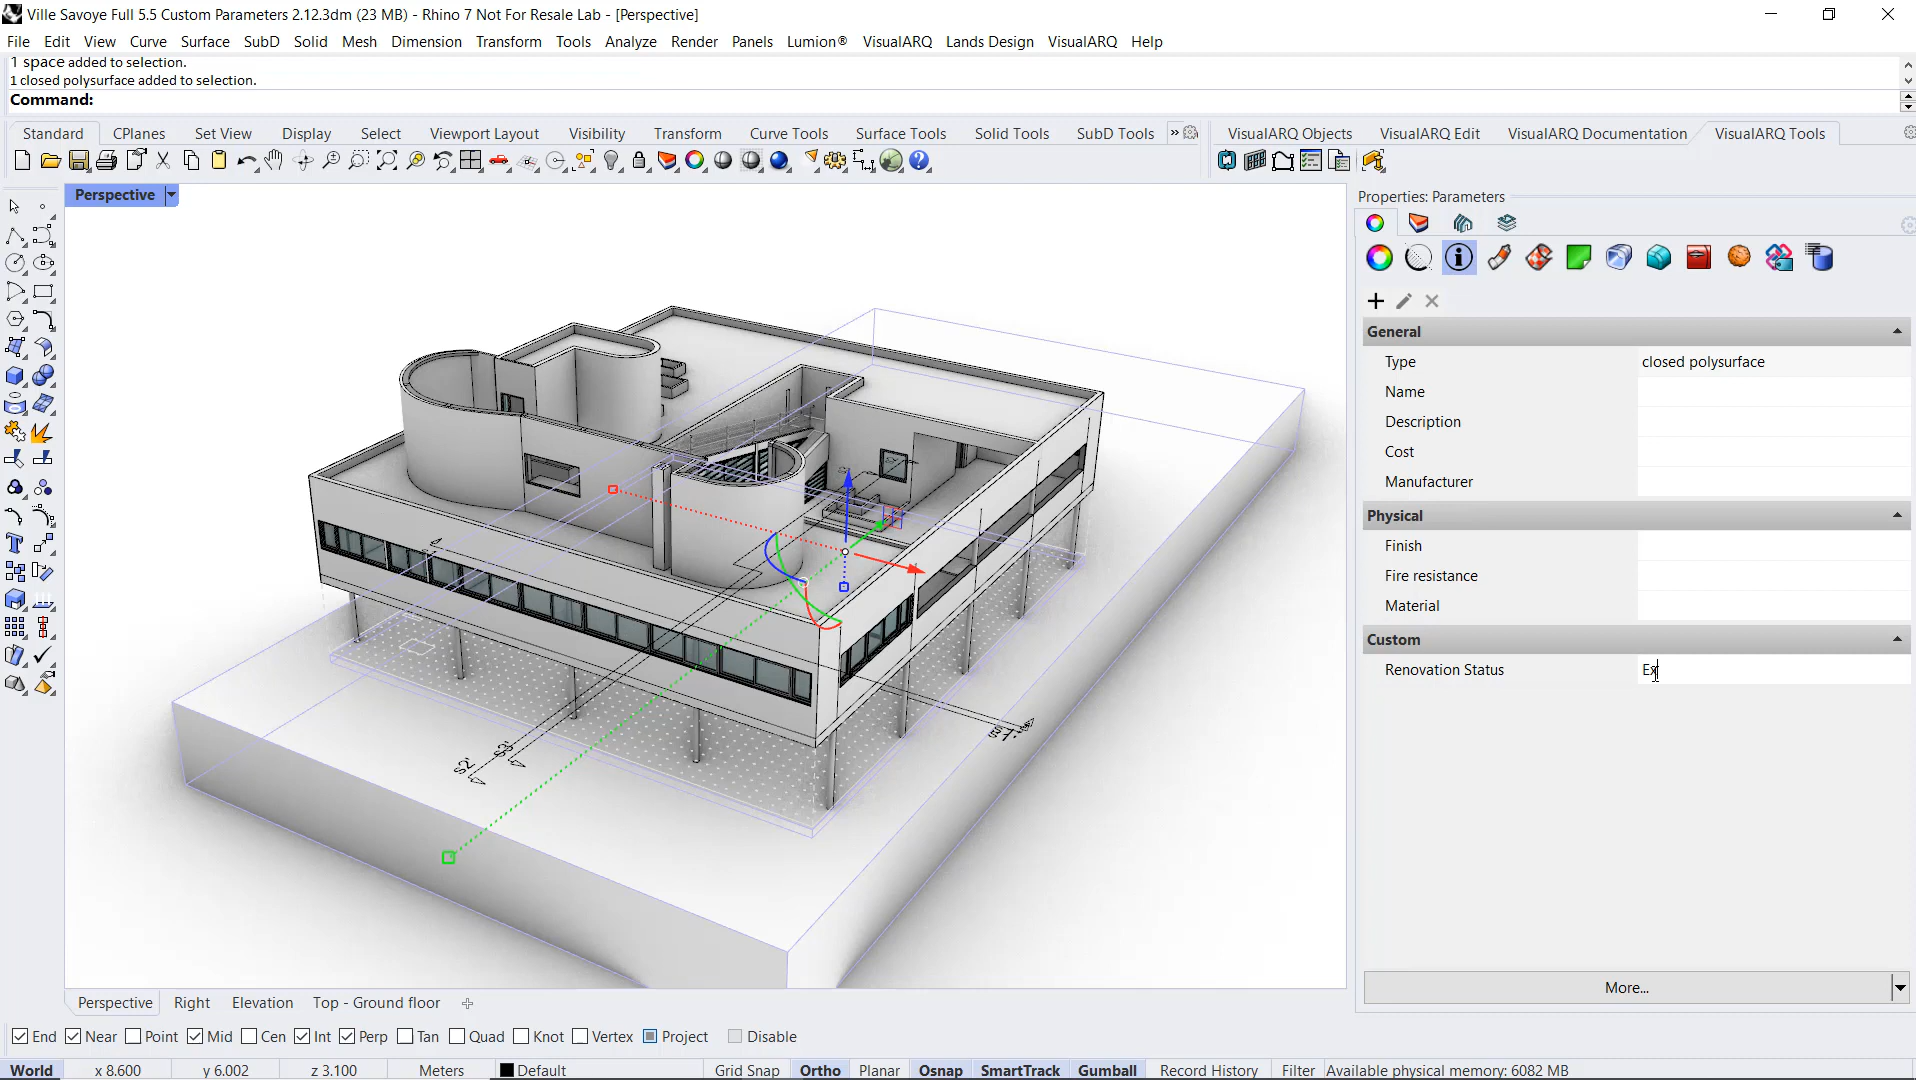 Ville Savoye Full 5.5 Custom Parameters 2.12.3dm (23 MB) - Rhino 7 Not For Resale Lab - [Perspective]
File Edit View Curve Surface SubD Solid Mesh Dimension Transform Tools Analyze Render Panels Lumion® VisualARQ Lands Design VisualARQ Help
1 space added to selection.
1 closed polysurface added to selection.
Command:
Standard CPlanes Set View Display Select Viewport Layout Visibility Transform Curve Tools Surface Tools Solid Tools SubD Tools » VisualARQ Objects VisualARQ Edit VisualARQ Documentation VisualARQ Tools
Perspective
Properties: Parameters
General
Type closed polysurface
Name
Description
Cost
Manufacturer
Physical
Finish
Fire resistance
Material
Custom
Renovation Status Ex
S2'
S3'
More...
Perspective Right Elevation Top - Ground floor
End Near Point Mid Cen Int Perp Tan Quad Knot Vertex Project Disable
World x 8.600 y 6.002 z 3.100 Meters Default Grid Snap Ortho Planar Osnap SmartTrack Gumball Record History Filter Available physical memory: 6082 MB